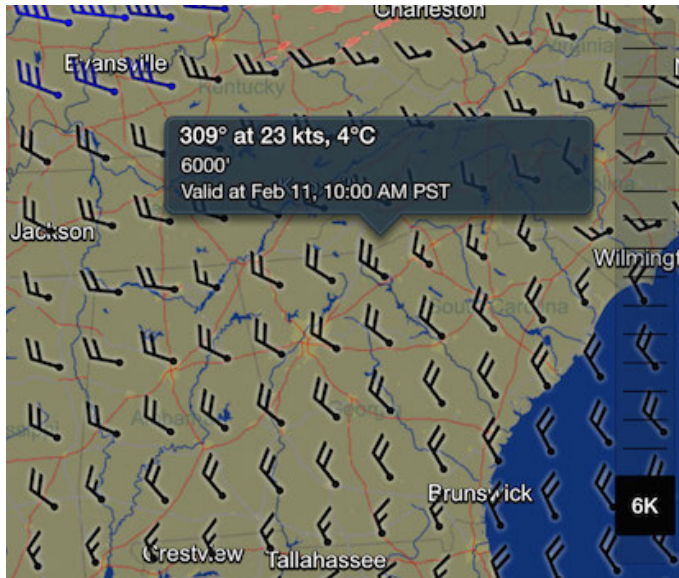 Charleston
Evansville
Virginia
Kentucky
309° at 23 kts, 4°C
6000'
Valid at Feb 11, 10:00 AM PST
Jackson
Wilmingt
South Carolina
Georgia
Brunswick
6K
Crestview
Tallahassee